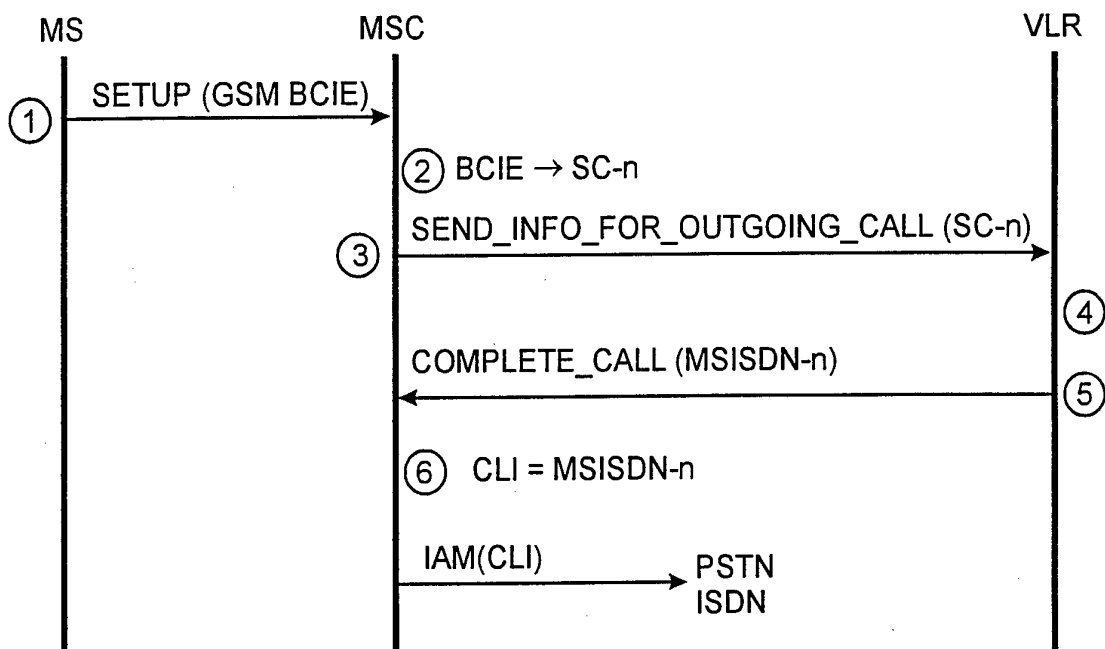 MS MSC VLR
SETUP (GSM BCIE)
1
2 BCIE → SC-n
SEND_INFO_FOR_OUTGOING_CALL (SC-n)
3
4
COMPLETE_CALL (MSISDN-n)
5
6 CLI = MSISDN-n
IAM(CLI)
PSTN
ISDN